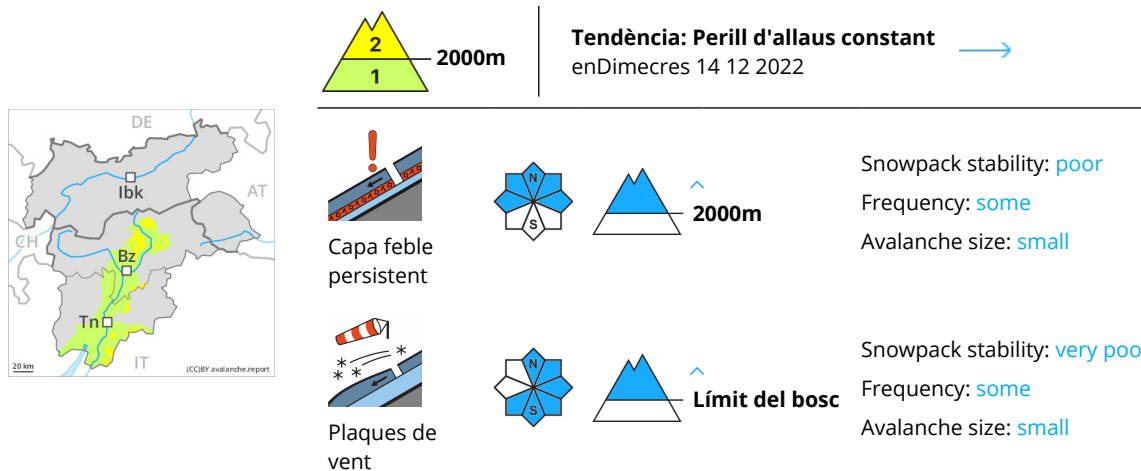 2
1
2000m
Tendència: Perill d'allaus constant
enDimecres 14 12 2022
DE
Ibk
AT
CH
Bz
Tn
IT
20 km
(CC)BY avalanche.report
Capa feble
persistent
N
S
2000m
Snowpack stability: poor
Frequency: some
Avalanche size: small
Plaques de
vent
N
S
Límit del bosc
Snowpack stability: very poo
Frequency: some
Avalanche size: small